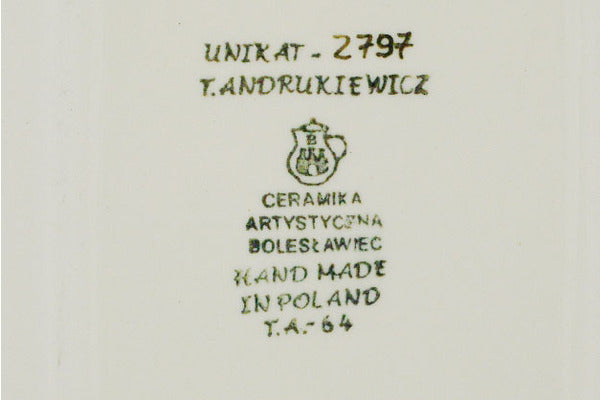 UNIKAT - 2797
T. ANDRUKIEWICZ
B
CERAMIKA
ARTYSTYCZNA
BOLESŁAWIEC
HAND MADE
IN POLAND
T.A.-64